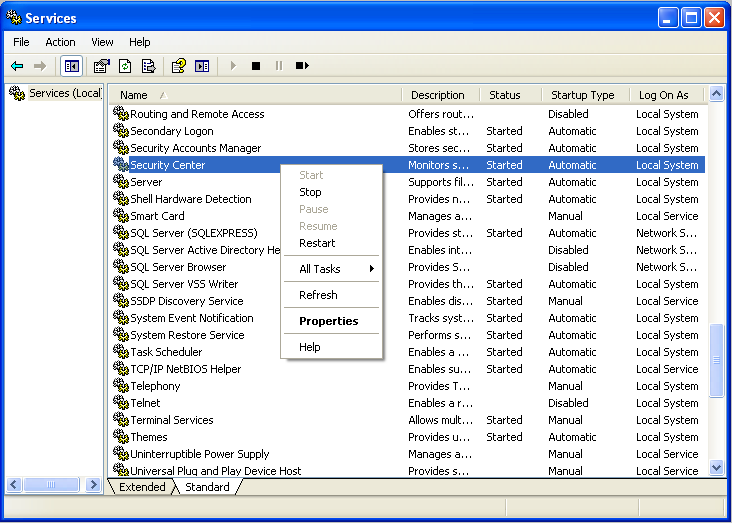 Services
File Action View Help
Services (Local
Name Description Status Startup Type Log On As
Routing and Remote Access Offers rout... Disabled Local System
Secondary Logon Enables st... Started Automatic Local System
Security Accounts Manager Stores sec... Started Automatic Local System
Security Center Monitors s... Started Automatic Local System
Server Supports fil... Started Automatic Local System
Shell Hardware Detection Provides n... Started Automatic Local System
Smart Card Manages a... Manual Local Service
SQL Server (SQLEXPRESS) Provides st... Started Automatic Network S...
SQL Server Active Directory He Enables int... Disabled Network S...
SQL Server Browser Provides S... Disabled Network S...
SQL Server VSS Writer Provides th... Started Automatic Local System
SSDP Discovery Service Enables dis... Started Manual Local Service
System Event Notification Tracks syst... Started Automatic Local System
System Restore Service Performs s... Started Automatic Local System
Task Scheduler Enables a ... Started Automatic Local System
TCP/IP NetBIOS Helper Enables su... Started Automatic Local Service
Telephony Provides T... Manual Local System
Telnet Enables a r... Disabled Local System
Terminal Services Allows mult... Started Manual Local System
Themes Provides u... Started Automatic Local System
Uninterruptible Power Supply Manages a... Manual Local Service
Universal Plug and Play Device Host Provides s... Manual Local Service
Start
Stop
Pause
Resume
Restart
All Tasks
Refresh
Properties
Help
Extended Standard